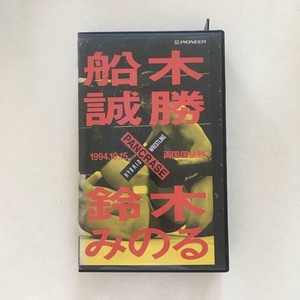 PIONEER
船木
誠勝
1994.10.15 両国国技館
HYBRID WRESTLING
PANCRASE
鈴木
みのる